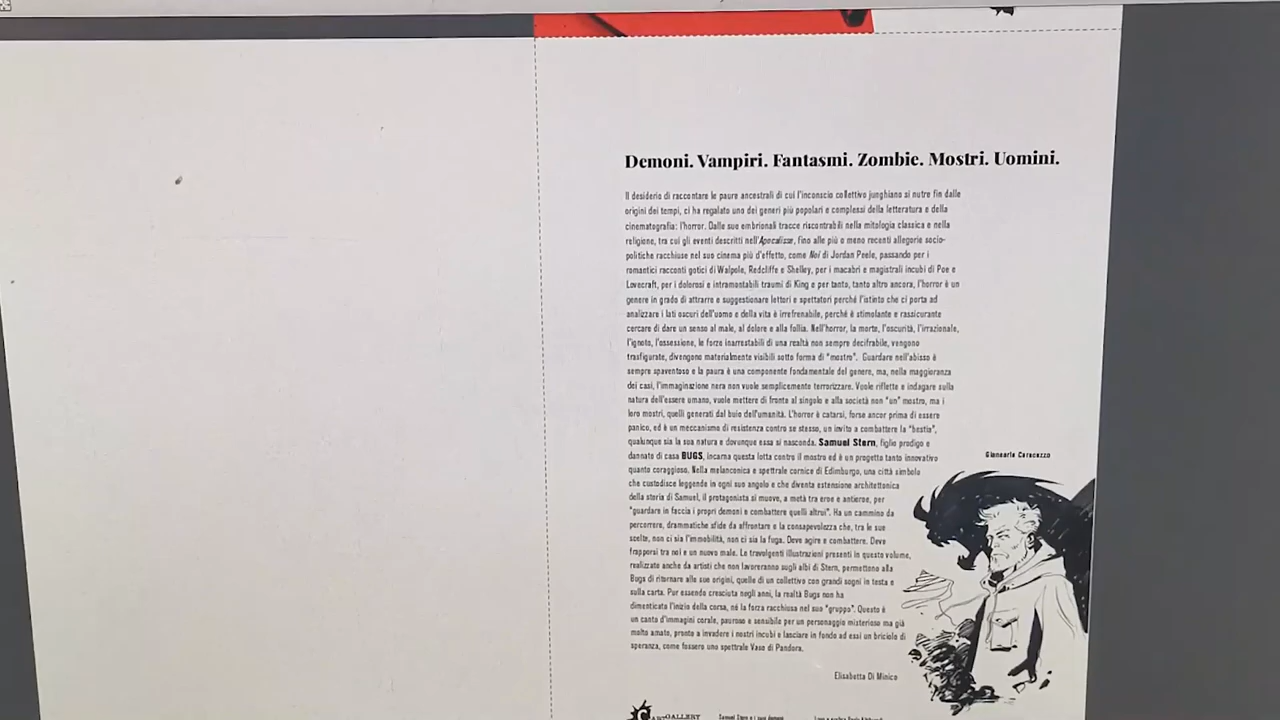 Demoni. Vampiri. Fantasmi. Zombie. Mostri. Uomini.
Il desiderio di raccontare le paure ancestrali di cui l'inconscio collettivo junghiano si nutre fin dalle
origini dei tempi, ci ha regalato uno dei generi più popolari e complessi della letteratura e della
cinematografia: l'horror. Dalle sue embrionali tracce riscontrabili nella mitologia classica e nella
religione, tra cui gli eventi descritti nell'Apocalisse, fino alle più o meno recenti allegorie socio-
politiche racchiuse nel suo cinema più d'effetto, come Noi di Jordan Peele, passando per i
romantici racconti gotici di Walpole, Redcliffe e Shelley, per i macabri e magistrali incubi di Poe e
Lovecraft, per i dolorosi e intramontabili traumi di King e per tanto, tanto altro ancora, l'horror è un
genere in grado di attrarre e suggestionare lettori e spettatori perché l'istinto che ci porta ad
analizzare i lati oscuri dell'uomo e della vita è irrefrenabile, perché è stimolante e rassicurante
cercare di dare un senso al male, al dolore e alla follia. Nell'horror, la morte, l'oscurità, l'irrazionale,
l'ignoto, l'ossessione, le forze inarrestabili di una realtà non sempre decifrabile, vengono
trasfigurate, divengono materialmente visibili sotto forma di "mostro". Guardare nell'abisso è
sempre spaventoso e la paura è una componente fondamentale del genere, ma, nella maggioranza
dei casi, l'immaginazione nera non vuole semplicemente terrorizzare. Vuole riflette e indagare sulla
natura dell'essere umano, vuole mettere di fronte al singolo e alla società non "un" mostro, ma i
loro mostri, quelli generati dal buio dell'umanità. L'horror è catarsi, forse ancor prima di essere
panico, ed è un meccanismo di resistenza contro se stesso, un invito a combattere la "bestia",
qualunque sia la sua natura e dovunque essa si nasconda. Samuel Stern, figlio prodigo e
dannato di casa BUGS, incarna questa lotta contro il mostro ed è un progetto tanto innovativo
quanto coraggioso. Nella melanconica e spettrale cornice di Edimburgo, una città simbolo
che custodisce leggende in ogni suo angolo e che diventa estensione architettonica
della storia di Samuel, il protagonista si muove, a metà tra eroe e antieroe, per
"guardare in faccia i propri demoni e combattere quelli altrui". Ha un cammino da
percorrere, drammatiche sfide da affrontare e la consapevolezza che, tra le sue
scelte, non ci sia l'immobilità, non ci sia la fuga. Deve agire e combattere. Deve
frapporsi tra noi e un nuovo male. Le travolgenti illustrazioni presenti in questo volume,
realizzate anche da artisti che non lavoreranno sugli albi di Stern, permettono alla
Bugs di ritornare alle sue origini, quelle di un collettivo con grandi sogni in testa e
sulla carta. Pur essendo cresciuta negli anni, la realtà Bugs non ha
dimenticato l'inizio della corsa, né la forza racchiusa nel suo "gruppo". Questo è
un canto d'immagini corale, pauroso e sensibile per un personaggio misterioso ma già
molto amato, pronto a invadere i nostri incubi e lasciare in fondo ad essi un briciolo di
speranza, come fossero uno spettrale Vaso di Pandora.
Elisabetta Di Minico
Giancarlo Caracuzzo
ART GALLERY
Samuel Stern e i suoi demoni